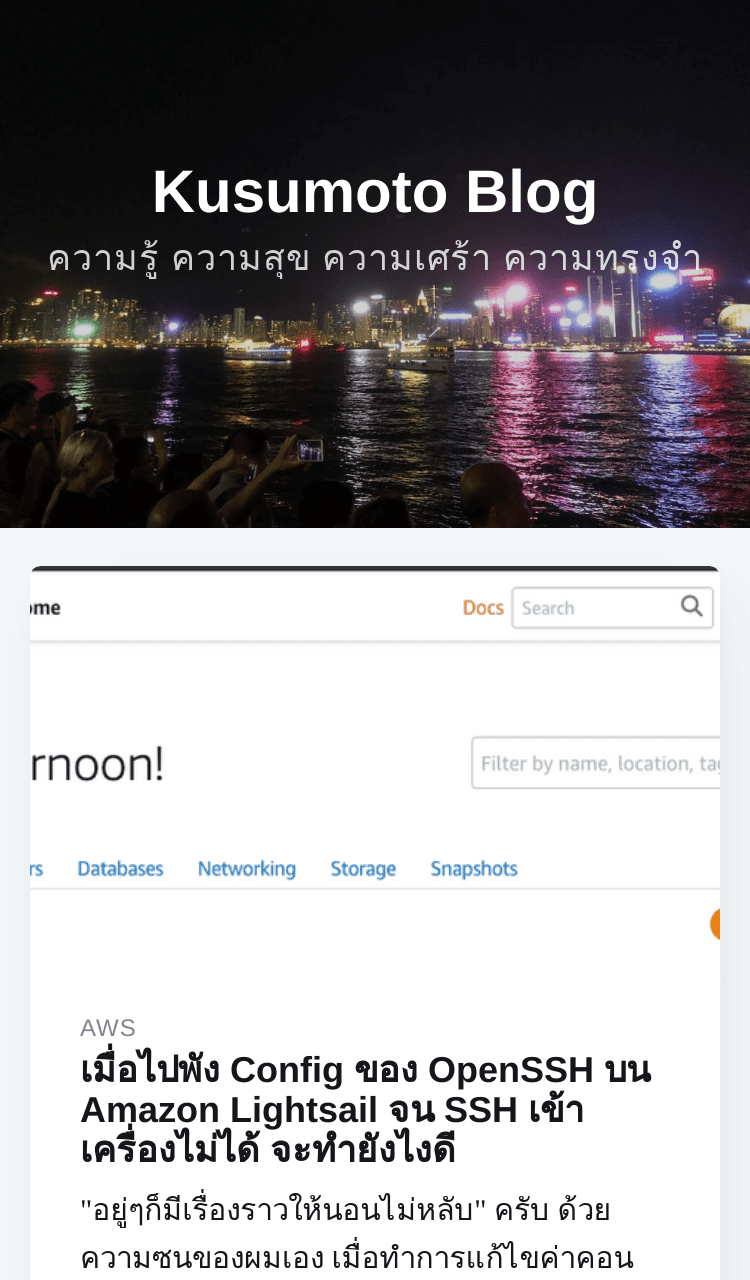 Kusumoto Blog
ความรู้ ความสุข ความเศร้า ความทรงจำ
ome
Docs
Search
rnoon!
Filter by name, location, tag
rs Databases Networking Storage Snapshots
AWS
เมื่อไปพัง Config ของ OpenSSH บน
Amazon Lightsail จน SSH เข้า
เครื่องไม่ได้ จะทำยังไงดี
"อยู่ๆก็มีเรื่องราวให้นอนไม่หลับ" ครับ ด้วย
ความซนของผมเอง เมื่อทำการแก้ไขค่าคอน